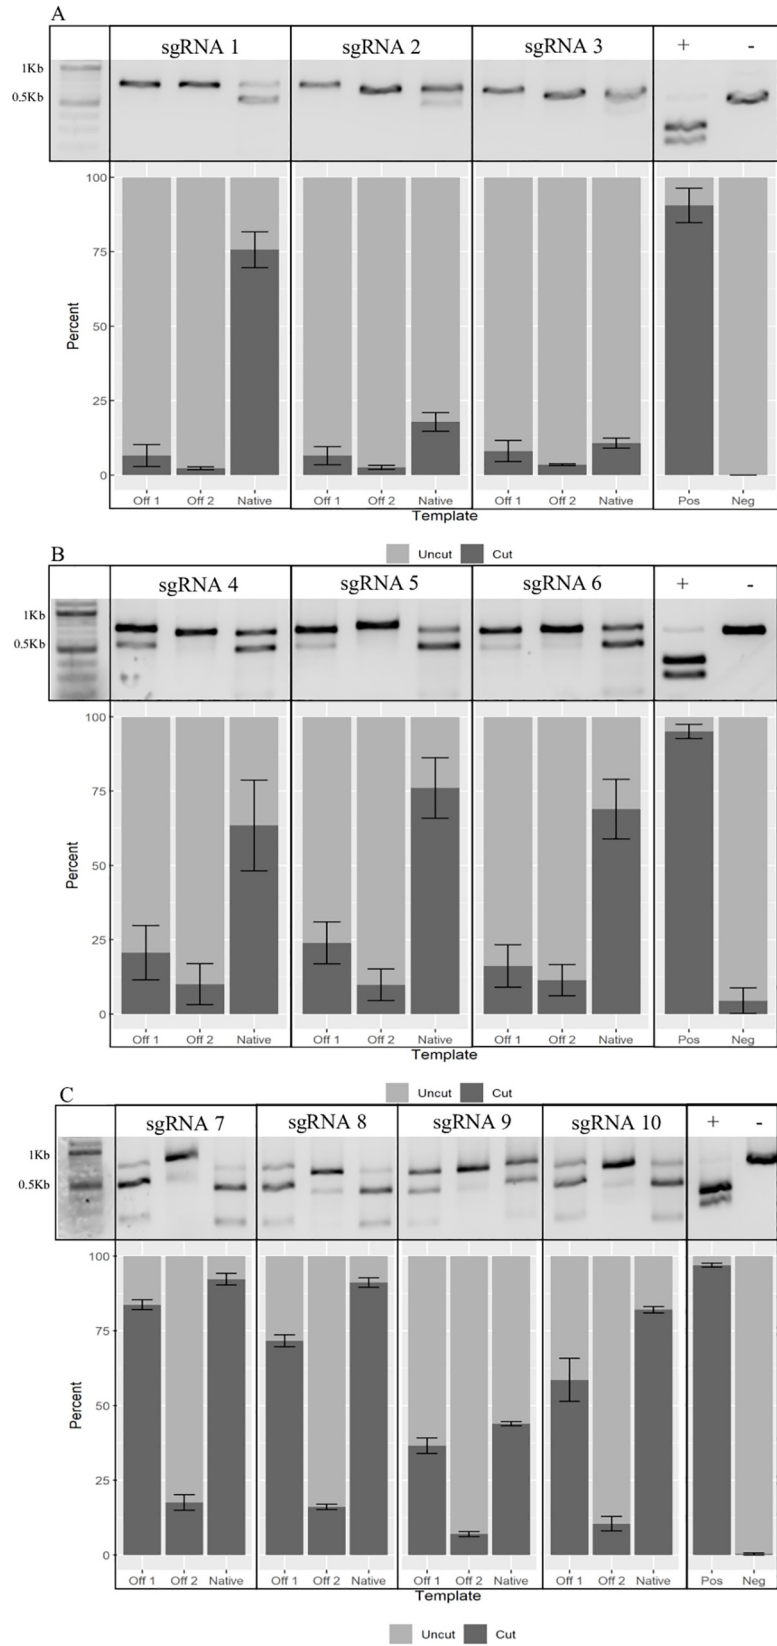 A
sgRNA 1 sgRNA 2 sgRNA 3 + -
1Kb
0.5Kb
100
75
50
25
0
Percent
Off 1 Off 2 Native Off 1 Off 2 Native Off 1 Off 2 Native Pos Neg
Template
Uncut Cut
B
sgRNA 4 sgRNA 5 sgRNA 6 + -
1Kb
0.5Kb
100
75
50
25
0
Percent
Off 1 Off 2 Native Off 1 Off 2 Native Off 1 Off 2 Native Pos Neg
Template
Uncut Cut
C
sgRNA 7 sgRNA 8 sgRNA 9 sgRNA 10 + -
1Kb
0.5Kb
100
75
50
25
0
Percent
Off 1 Off 2 Native Off 1 Off 2 Native Off 1 Off 2 Native Off 1 Off 2 Native Pos Neg
Template
Uncut Cut